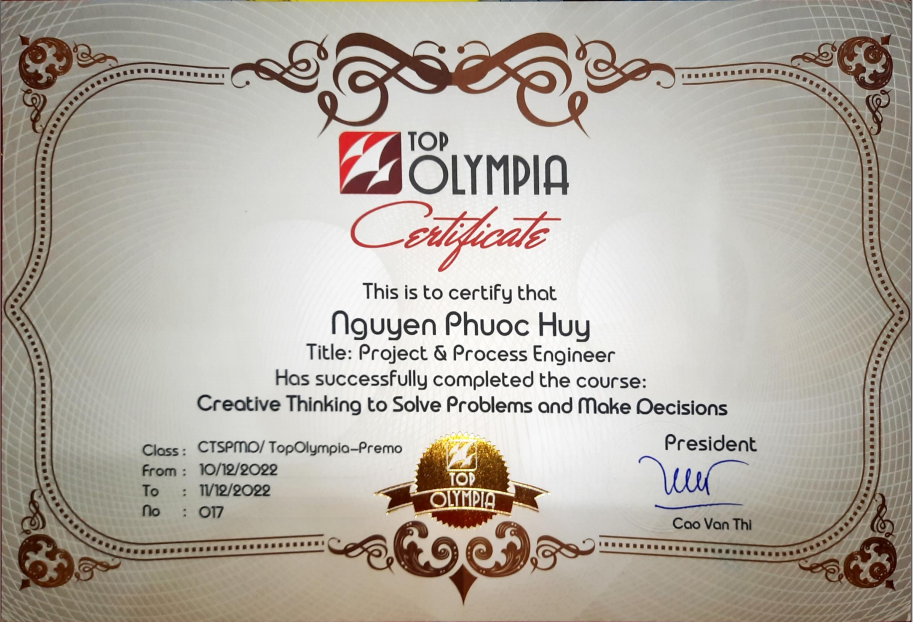 TOP
OLYMPIA
Certificate
This is to certify that
Nguyen Phuoc Huy
Title: Project & Process Engineer
Has successfully completed the course:
Creative Thinking to Solve Problems and Make Decisions
Class : CTSPMD/ TopOlympia-Premo
From : 10/12/2022
To : 11/12/2022
No : 017
TOP
OLYMPIA
President
Cao Van Thi